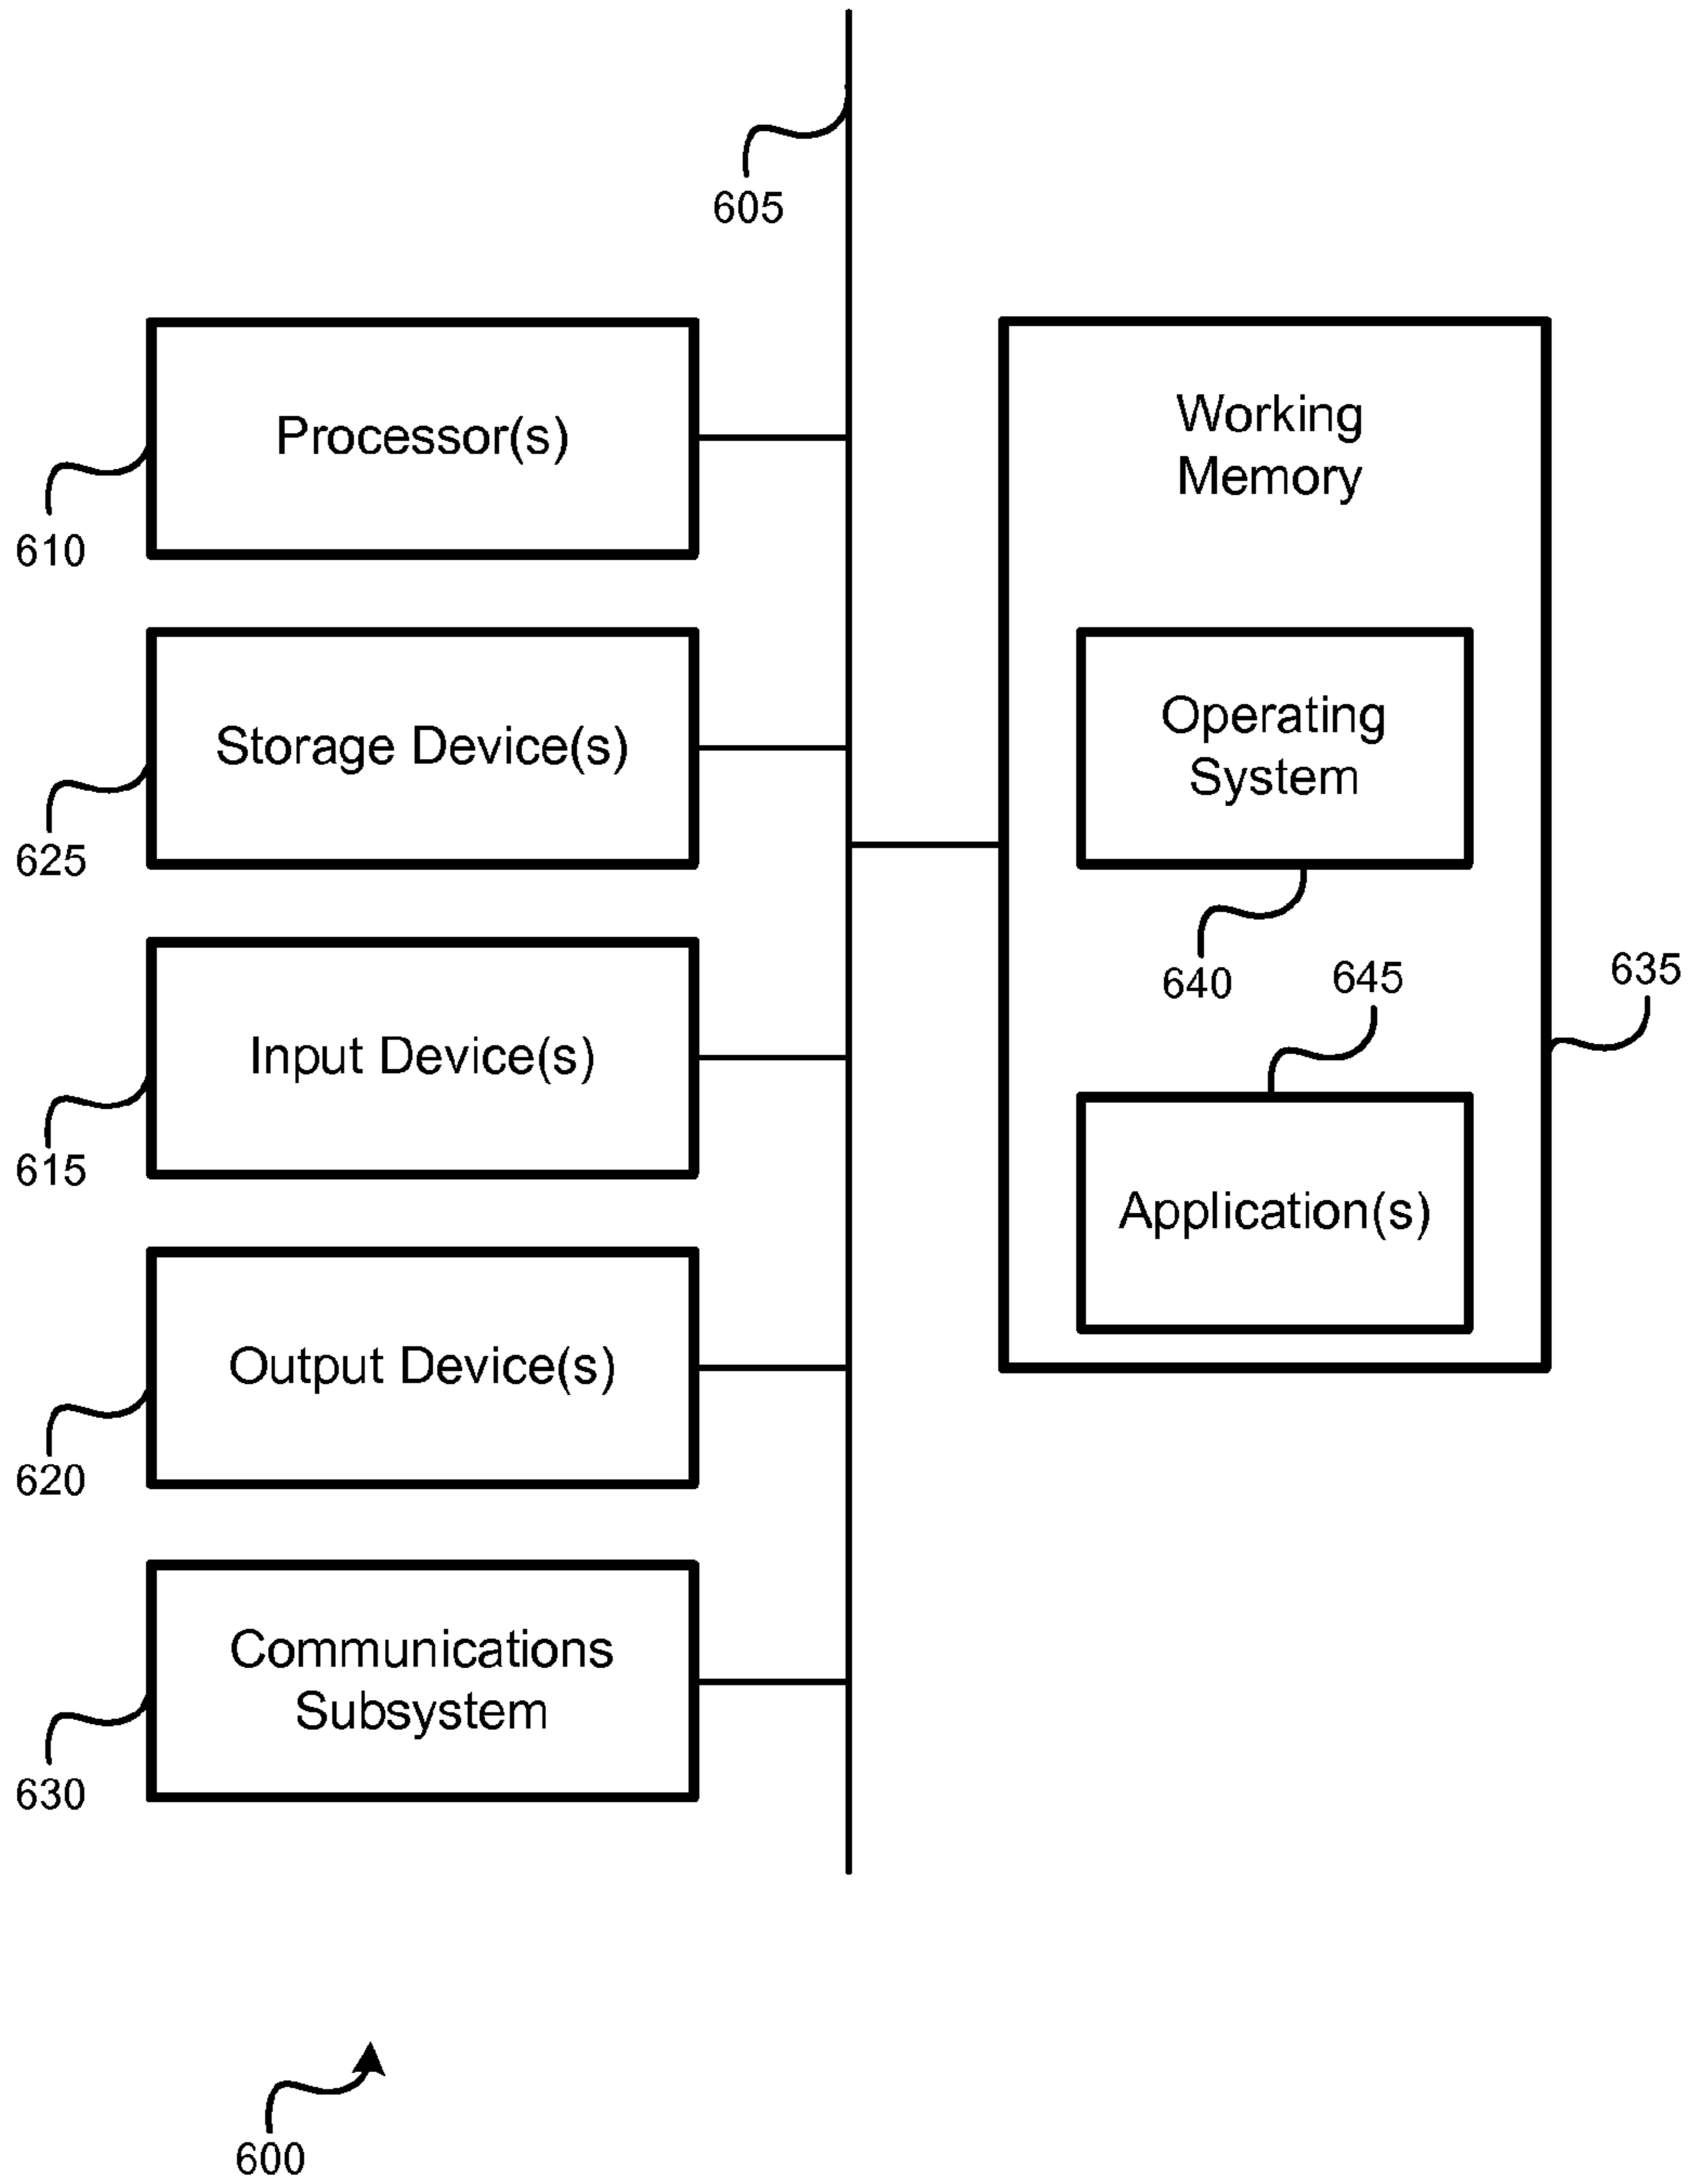 605
Processor(s)
610
Storage Device(s)
625
Input Device(s)
615
Output Device(s)
620
Communications
Subsystem
630
Working
Memory
Operating
System
640
645
635
Application(s)
600